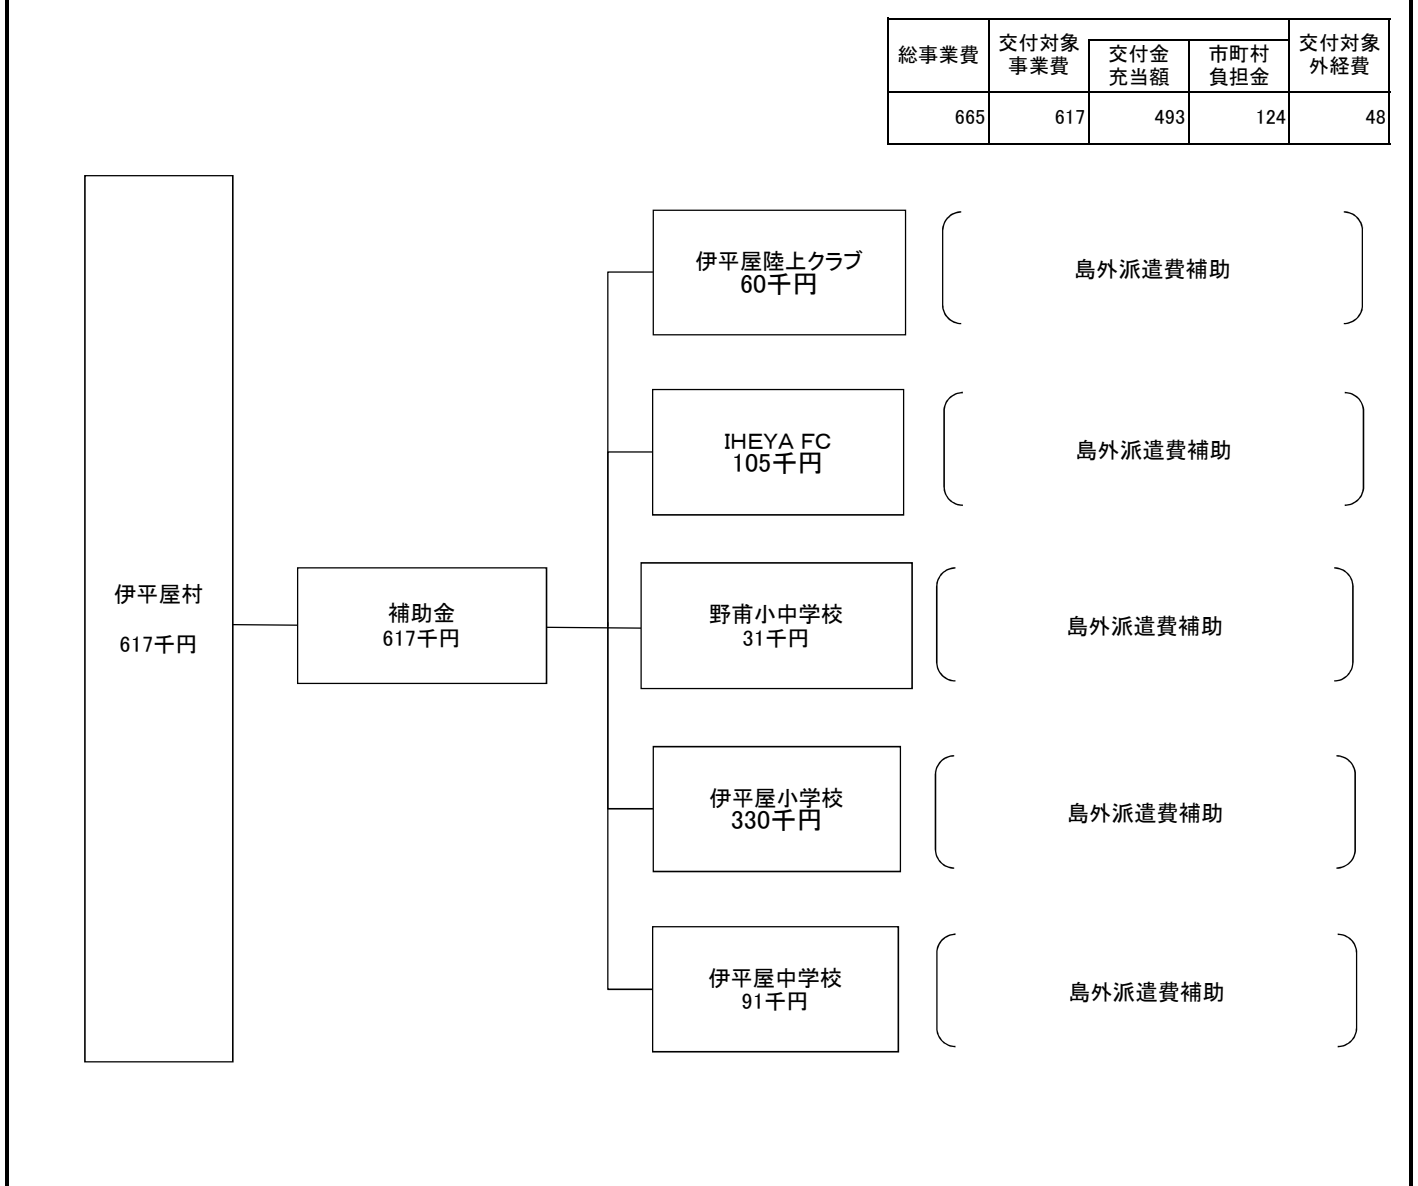 総事業費
交付対象
事業費
交付金
充当額
市町村
負担金
交付対象
外経費
665
617
493
124
48
伊平屋村
617千円
補助金
617千円
伊平屋陸上クラブ
60千円
島外派遣費補助
IHEYA FC
105千円
島外派遣費補助
野甫小中学校
31千円
島外派遣費補助
伊平屋小学校
330千円
島外派遣費補助
伊平屋中学校
91千円
島外派遣費補助